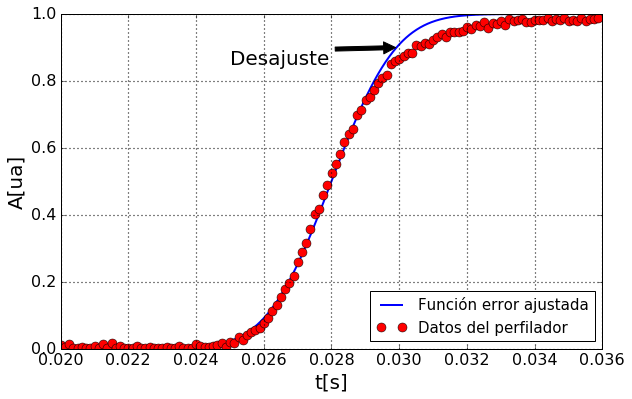 1.0
0.8
0.6
0.4
0.2
0.0
A[ua]
Desajuste
Función error ajustada
Datos del perfilador
0.020 0.022 0.024 0.026 0.028 0.030 0.032 0.034 0.036
t[s]